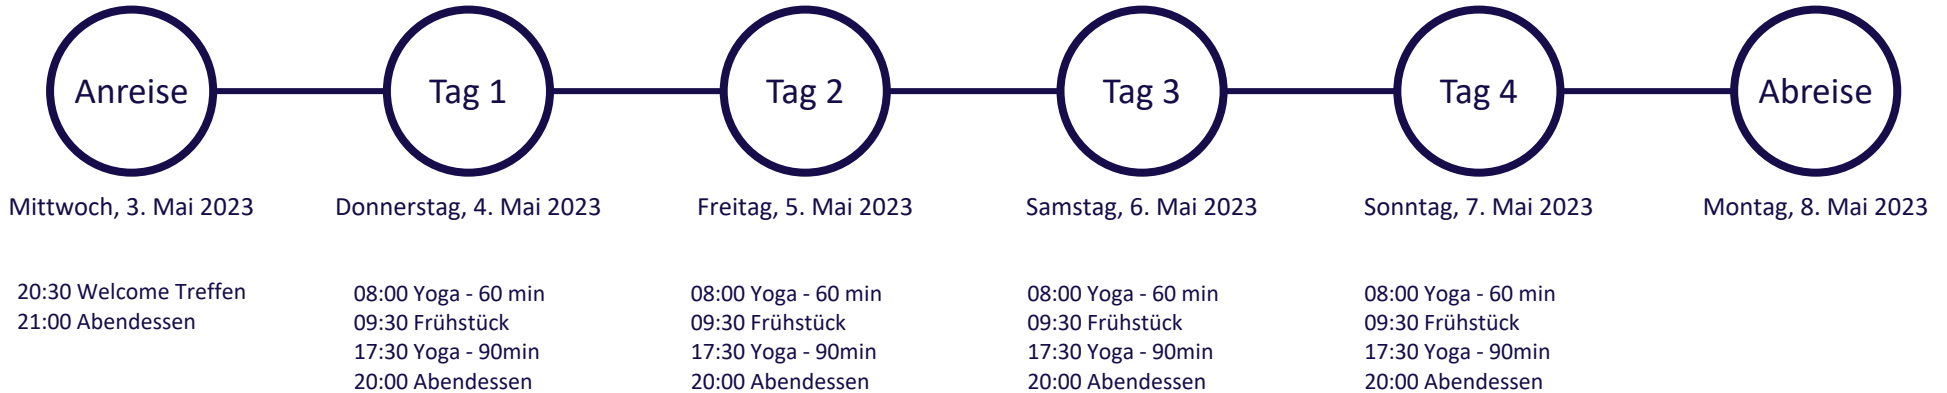 Anreise
Tag 1
Tag 2
Tag 3
Tag 4
Abreise
Mittwoch, 3. Mai 2023
Donnerstag, 4. Mai 2023
Freitag, 5. Mai 2023
Samstag, 6. Mai 2023
Sonntag, 7. Mai 2023
Montag, 8. Mai 2023
20:30 Welcome Treffen
21:00 Abendessen
08:00 Yoga - 60 min
09:30 Frühstück
17:30 Yoga - 90min
20:00 Abendessen
08:00 Yoga - 60 min
09:30 Frühstück
17:30 Yoga - 90min
20:00 Abendessen
08:00 Yoga - 60 min
09:30 Frühstück
17:30 Yoga - 90min
20:00 Abendessen
08:00 Yoga - 60 min
09:30 Frühstück
17:30 Yoga - 90min
20:00 Abendessen